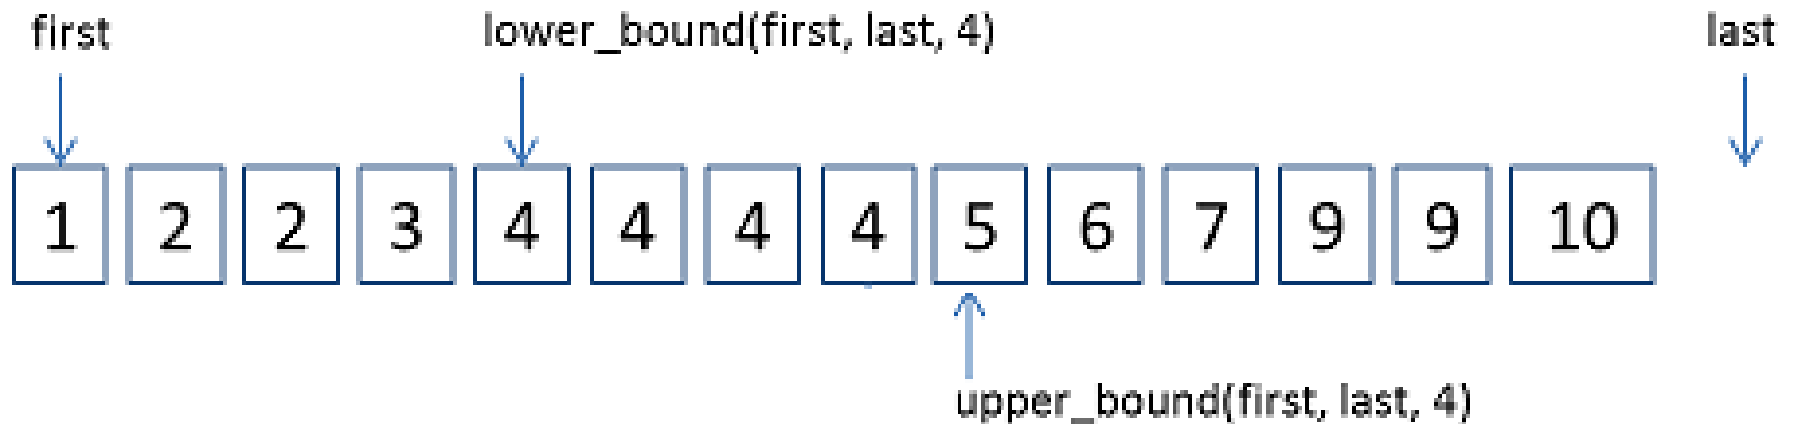 first lower_bound(first, last, 4) last
1 2 2 3 4 4 4 4 5 6 7 9 9 10
upper_bound(first, last, 4)